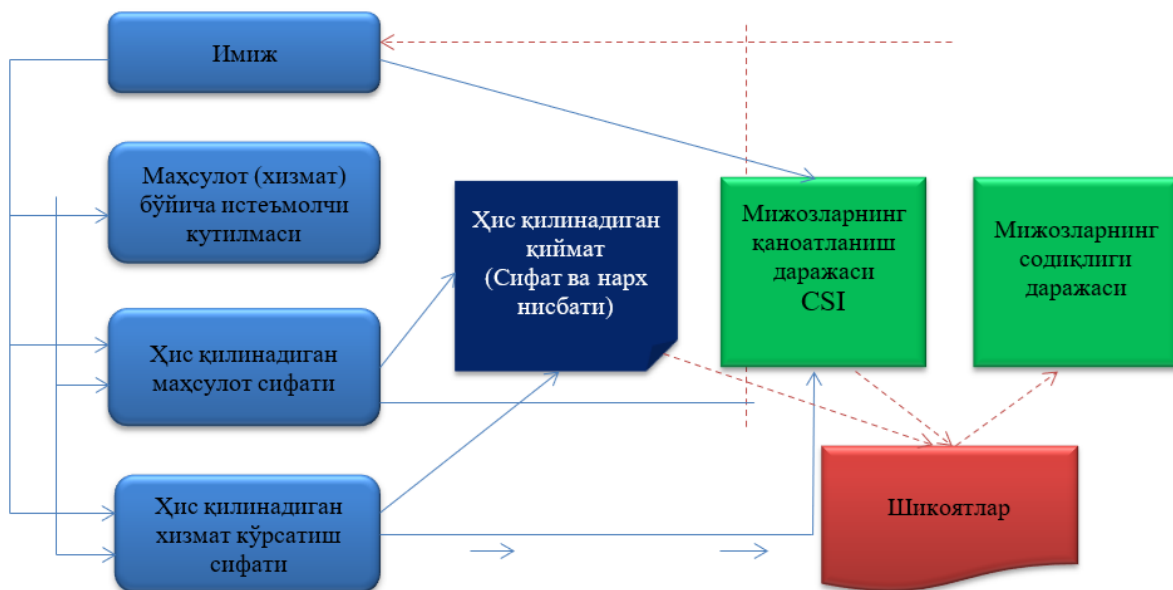 Имиж
Маҳсулот (хизмат)
бўйича истеъмолчи
кутилмаси
Ҳис қилинадиган
маҳсулот сифати
Ҳис қилинадиган
хизмат кўрсатиш
сифати
Ҳис қилинадиган
қиймат
(Сифат ва нарх
нисбати)
Мижозларнинг
қаноатланиш
даражаси
CSI
Мижозларнинг
содиқлиги
даражаси
Шикоятлар